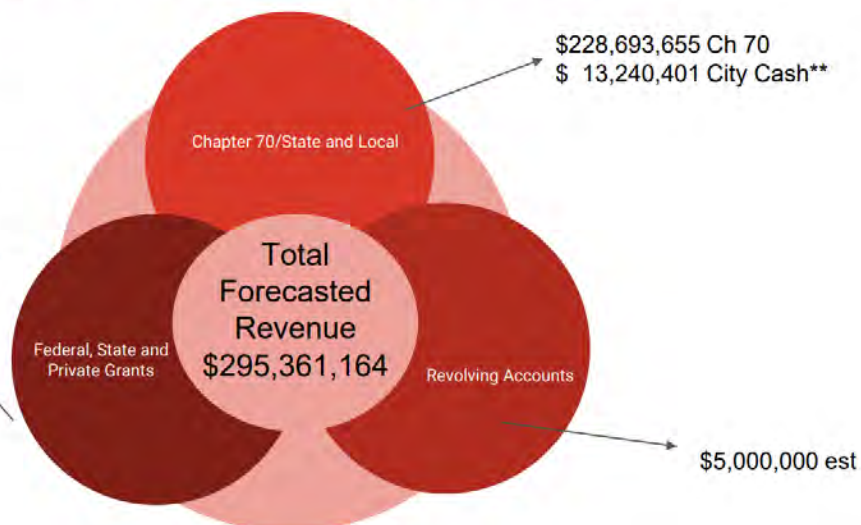 $228,693,655 Ch 70
$ 13,240,401 City Cash**
Chapter 70/State and Local
Total
Forecasted
Revenue
$295,361,164
Federal, State and
Private Grants
Revolving Accounts
$5,000,000 est